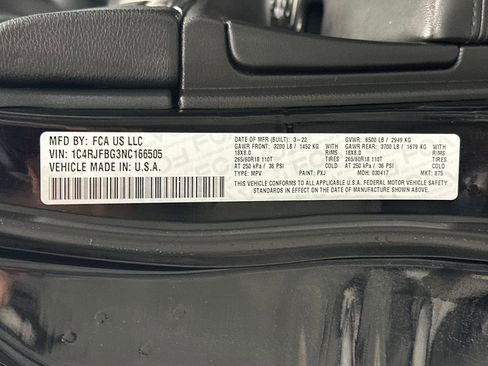 MFD BY: FCA US LLC
VIN: 1C4RJFBG3NC166505
VEHICLE MADE IN U.S.A.
DATE OF MFR (BUILT): 3-22 GVWR: 6500 LB / 2949 KG
GAWR FRONT: 3200 LB / 1452 KG GAWR REAR: 3700 LB / 1679 KG
18X8.0 RIMS 18X8.0 RIMS
265/60R18 110T TIRES 265/60R18 110T TIRES
AT 250 kPa / 36 PSI AT 250 kPa / 36 PSI
TYPE: MPV PAINT: PXJ MDH: 030417 MKT: 875
THIS VEHICLE CONFORMS TO ALL APPLICABLE U.S.A. FEDERAL MOTOR VEHICLE SAFETY
STANDARDS IN EFFECT ON THE DATE OF MANUFACTURE SHOWN ABOVE.